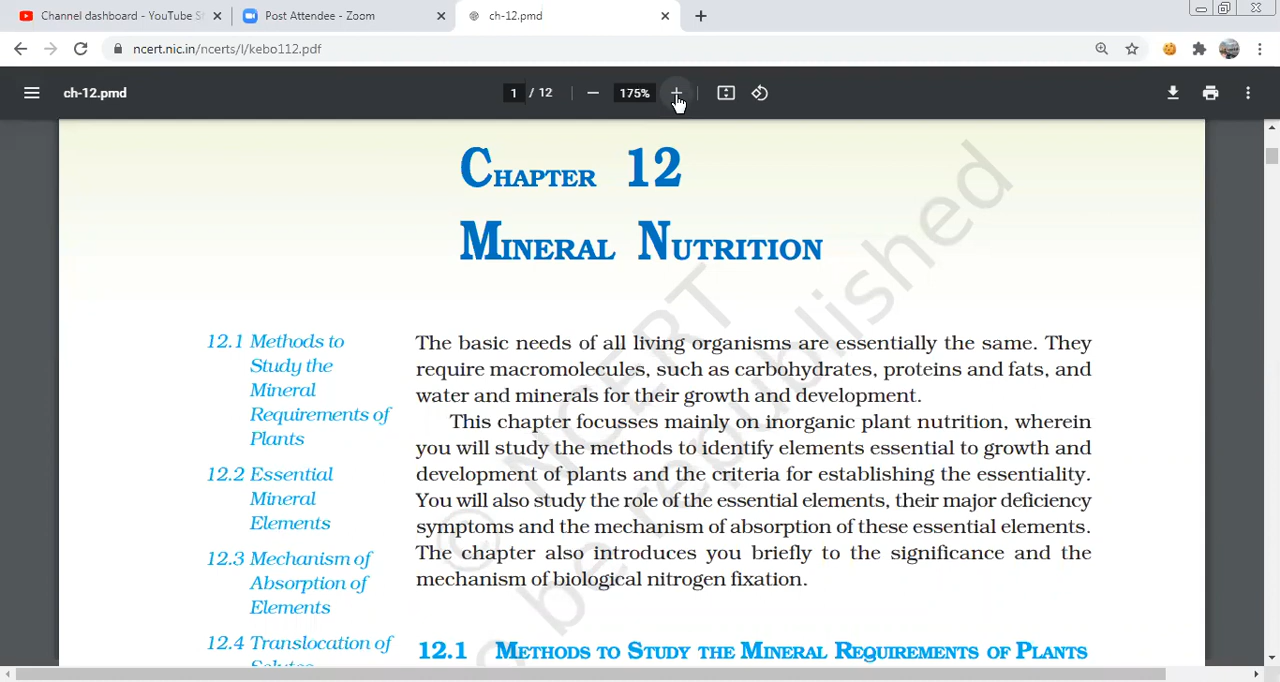 Channel dashboard - YouTube St
Post Attendee - Zoom
ch-12.pmd
ncert.nic.in/ncerts/l/kebo112.pdf
ch-12.pmd
1 / 12
175%
CHAPTER 12
MINERAL NUTRITION
12.1 Methods to
Study the
Mineral
Requirements of
Plants
12.2 Essential
Mineral
Elements
12.3 Mechanism of
Absorption of
Elements
12.4 Translocation of
Solutes
The basic needs of all living organisms are essentially the same. They
require macromolecules, such as carbohydrates, proteins and fats, and
water and minerals for their growth and development.
This chapter focusses mainly on inorganic plant nutrition, wherein
you will study the methods to identify elements essential to growth and
development of plants and the criteria for establishing the essentiality.
You will also study the role of the essential elements, their major deficiency
symptoms and the mechanism of absorption of these essential elements.
The chapter also introduces you briefly to the significance and the
mechanism of biological nitrogen fixation.
12.1 METHODS TO STUDY THE MINERAL REQUIREMENTS OF PLANTS
© NCERT
be republished